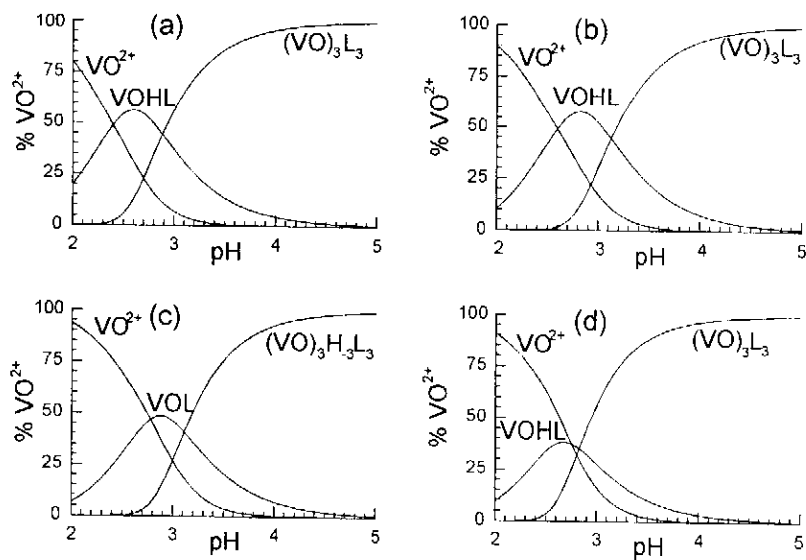 (a)
100
75
50
25
0
% VO²⁺
VO²⁺
VOHL
(VO)₃L₃
2 3 4 5
pH
(b)
100
75
50
25
0
% VO²⁺
VO²⁺
VOHL
(VO)₃L₃
2 3 4 5
pH
(c)
100
75
50
25
0
% VO²⁺
VO²⁺
VOL
(VO)₃H₋₃L₃
2 3 4 5
pH
(d)
100
75
50
25
0
% VO²⁺
VO²⁺
VOHL
(VO)₃L₃
2 3 4 5
pH